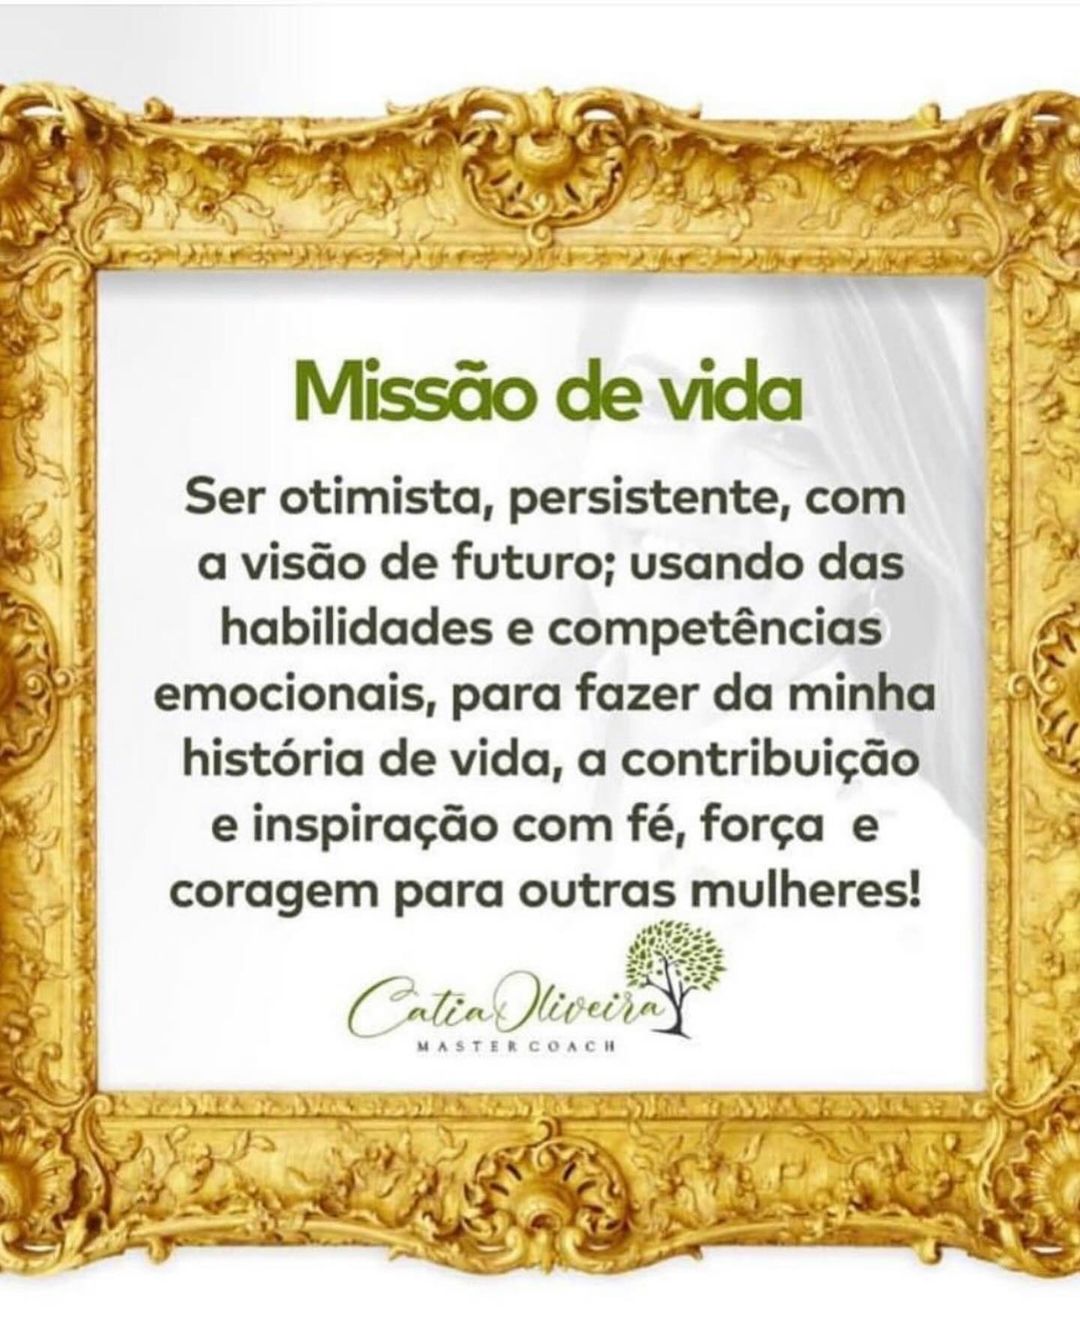 Missão de vida
Ser otimista, persistente, com
a visão de futuro; usando das
habilidades e competências
emocionais, para fazer da minha
história de vida, a contribuição
e inspiração com fé, força e
coragem para outras mulheres!
Catia Oliveira
MASTER COACH